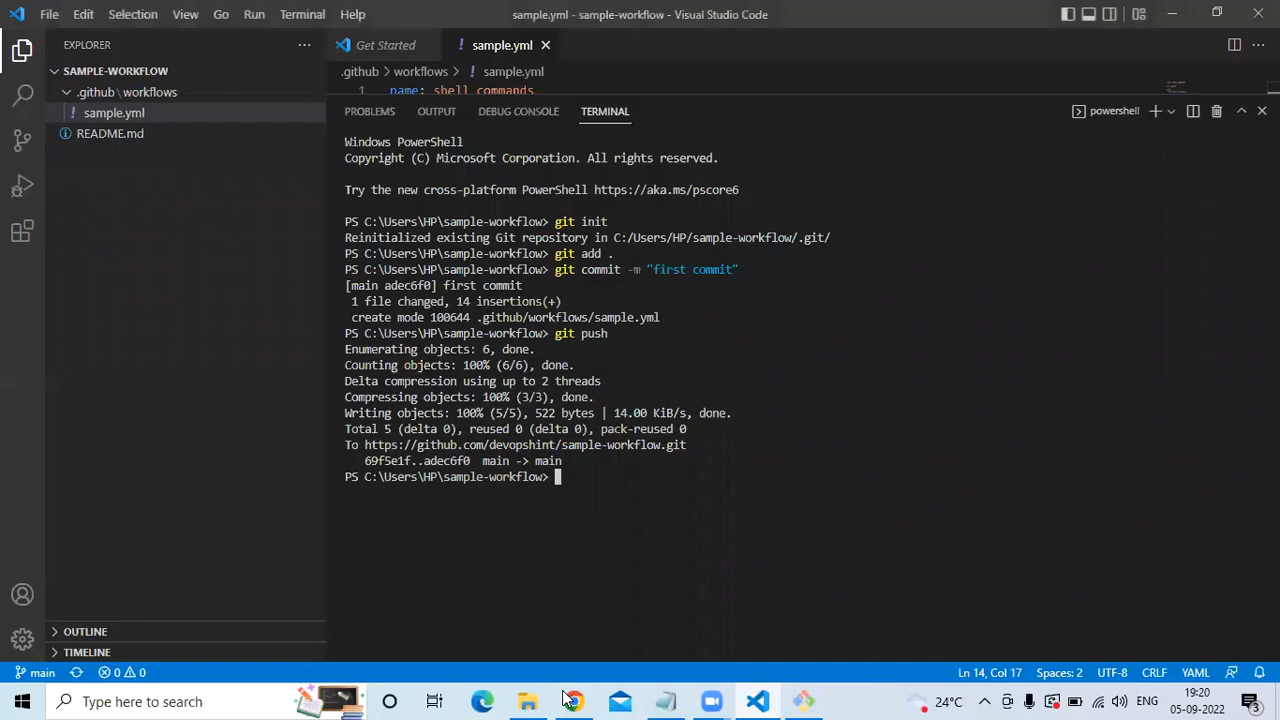 File Edit Selection View Go Run Terminal Help
sample.yml - sample-workflow - Visual Studio Code
EXPLORER
SAMPLE-WORKFLOW
.github\workflows
sample.yml
README.md
OUTLINE
TIMELINE
Get Started
sample.yml
.github > workflows > sample.yml
1 name: shell commands
PROBLEMS OUTPUT DEBUG CONSOLE TERMINAL
powershell
Windows PowerShell
Copyright (C) Microsoft Corporation. All rights reserved.
Try the new cross-platform PowerShell https://aka.ms/pscore6
PS C:\Users\HP\sample-workflow> git init
Reinitialized existing Git repository in C:/Users/HP/sample-workflow/.git/
PS C:\Users\HP\sample-workflow> git add .
PS C:\Users\HP\sample-workflow> git commit -m "first commit"
[main adec6f0] first commit
1 file changed, 14 insertions(+)
create mode 100644 .github/workflows/sample.yml
PS C:\Users\HP\sample-workflow> git push
Enumerating objects: 6, done.
Counting objects: 100% (6/6), done.
Delta compression using up to 2 threads
Compressing objects: 100% (3/3), done.
Writing objects: 100% (5/5), 522 bytes | 14.00 KiB/s, done.
Total 5 (delta 0), reused 0 (delta 0), pack-reused 0
To https://github.com/devopshint/sample-workflow.git
69f5e1f..adec6f0 main -> main
PS C:\Users\HP\sample-workflow>
main 0 0
Ln 14, Col 17 Spaces: 2 UTF-8 CRLF YAML
Type here to search
24°C
ENG
19:20
05-09-2022
3